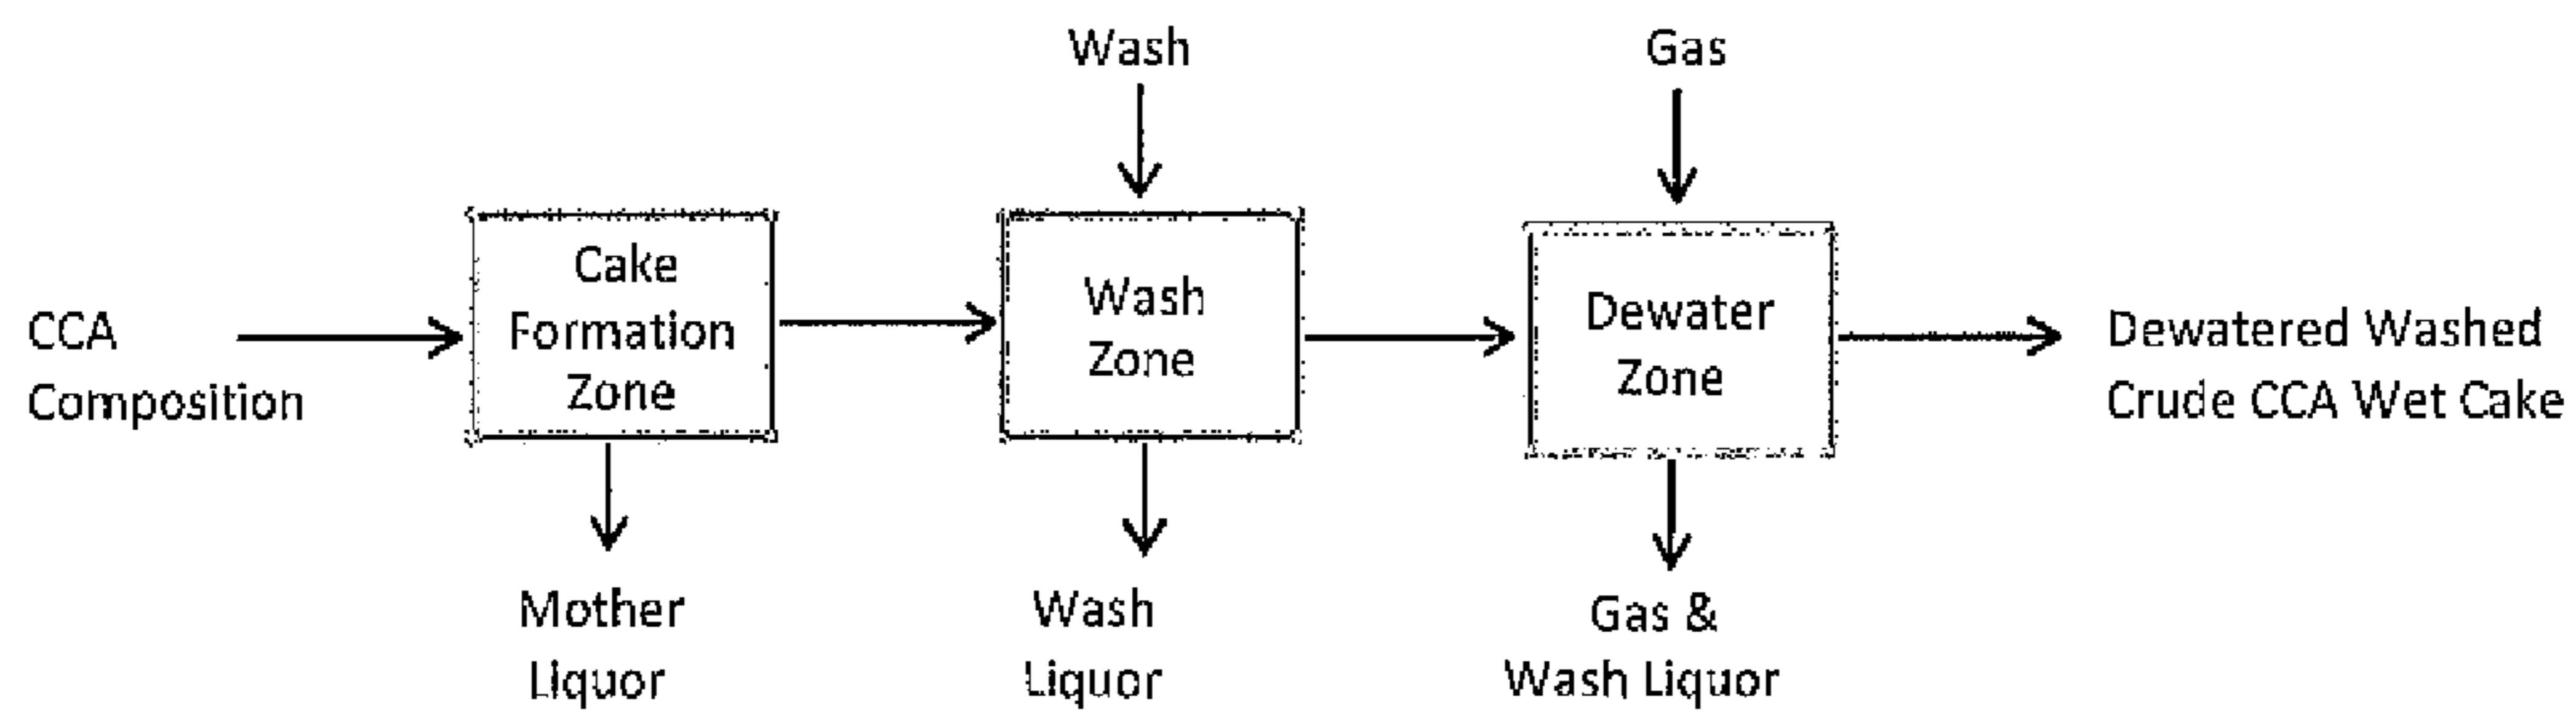 Wash
Gas
CCA
Composition
Cake
Formation
Zone
Wash
Zone
Dewater
Zone
Dewatered Washed
Crude CCA Wet Cake
Mother
Liquor
Wash
Liquor
Gas &
Wash Liquor